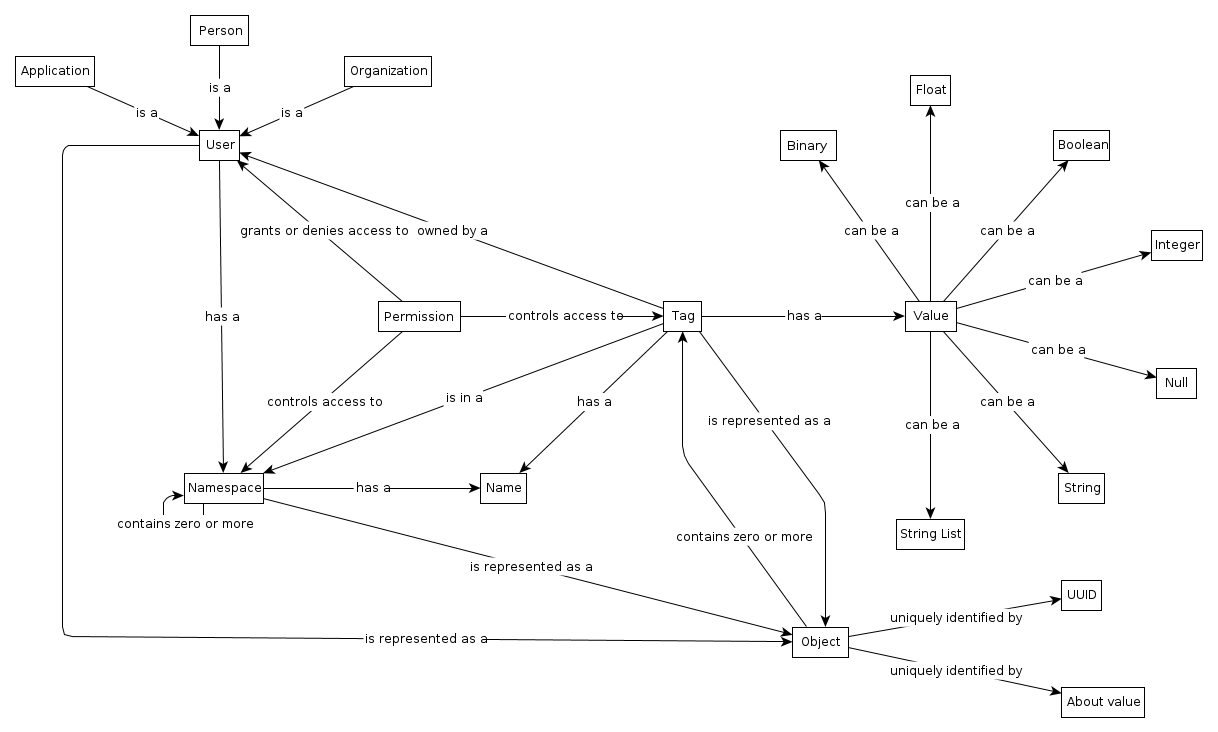 Person
Application
Organization
is a
is a
is a
User
Float
Binary
Boolean
can be a
grants or denies access to
owned by a
can be a
can be a
Integer
can be a
has a
Permission
controls access to
Tag
has a
Value
can be a
Null
controls access to
is in a
has a
can be a
is represented as a
can be a
Namespace
has a
Name
String
contains zero or more
String List
contains zero or more
is represented as a
UUID
uniquely identified by
is represented as a
Object
uniquely identified by
About value